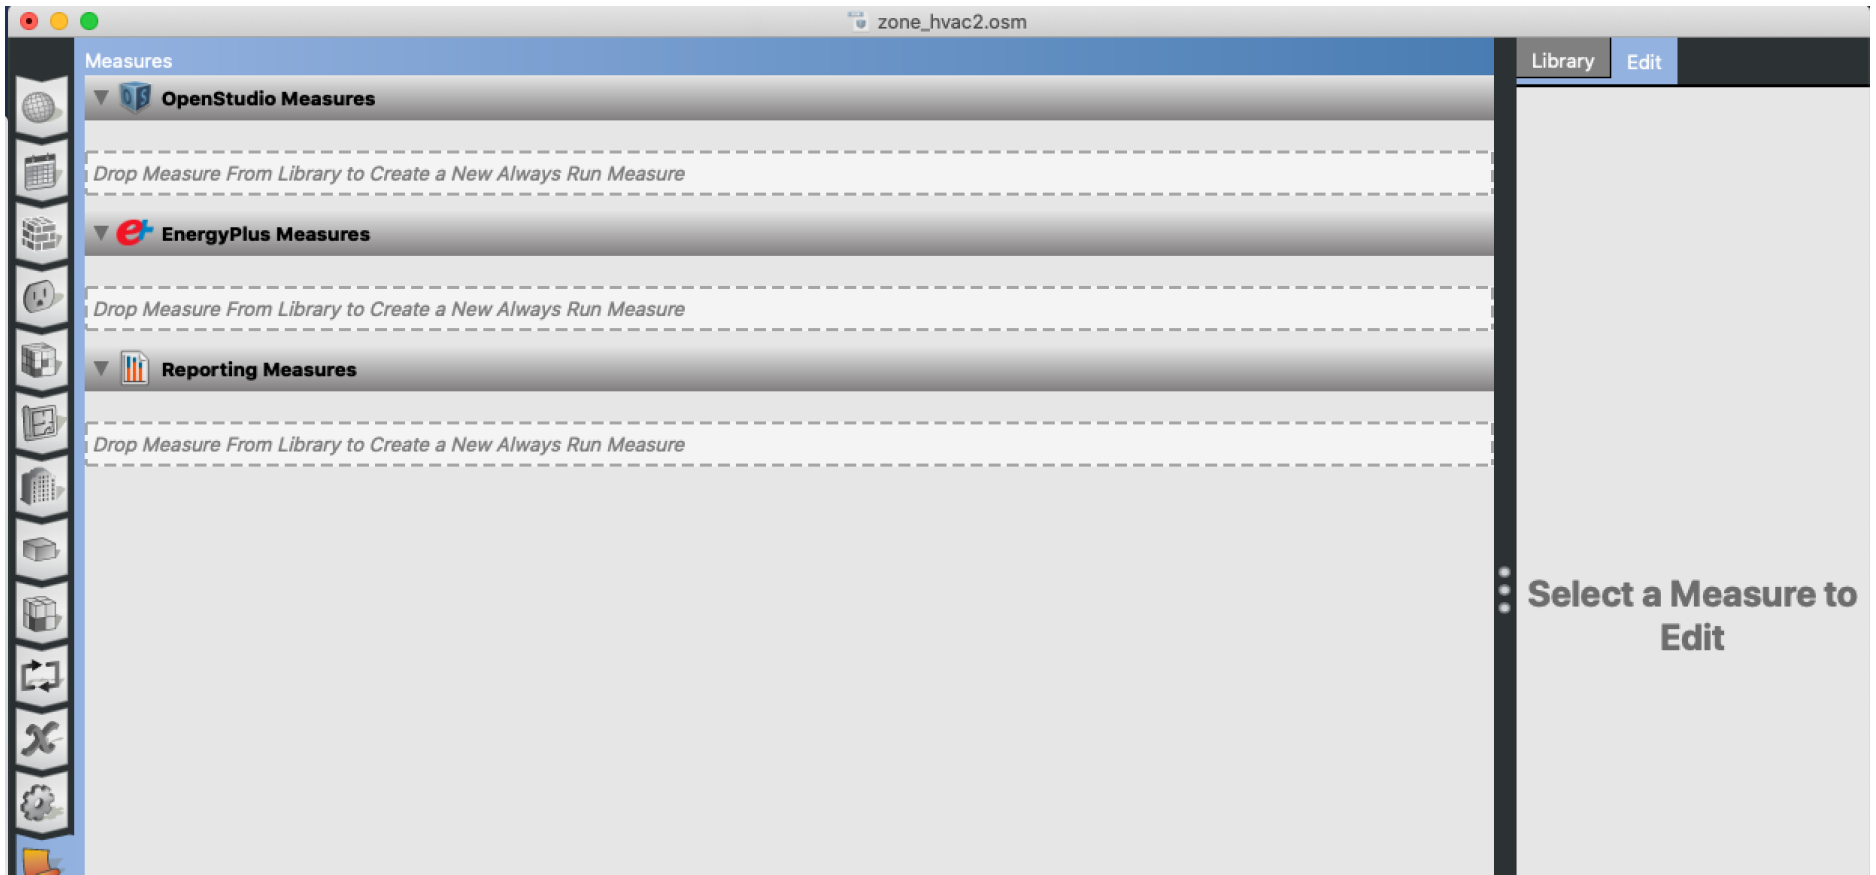 zone_hvac2.osm
Measures
Library
Edit
OS
OpenStudio Measures
Drop Measure From Library to Create a New Always Run Measure
e+
EnergyPlus Measures
Drop Measure From Library to Create a New Always Run Measure
Reporting Measures
Drop Measure From Library to Create a New Always Run Measure
Select a Measure to
Edit